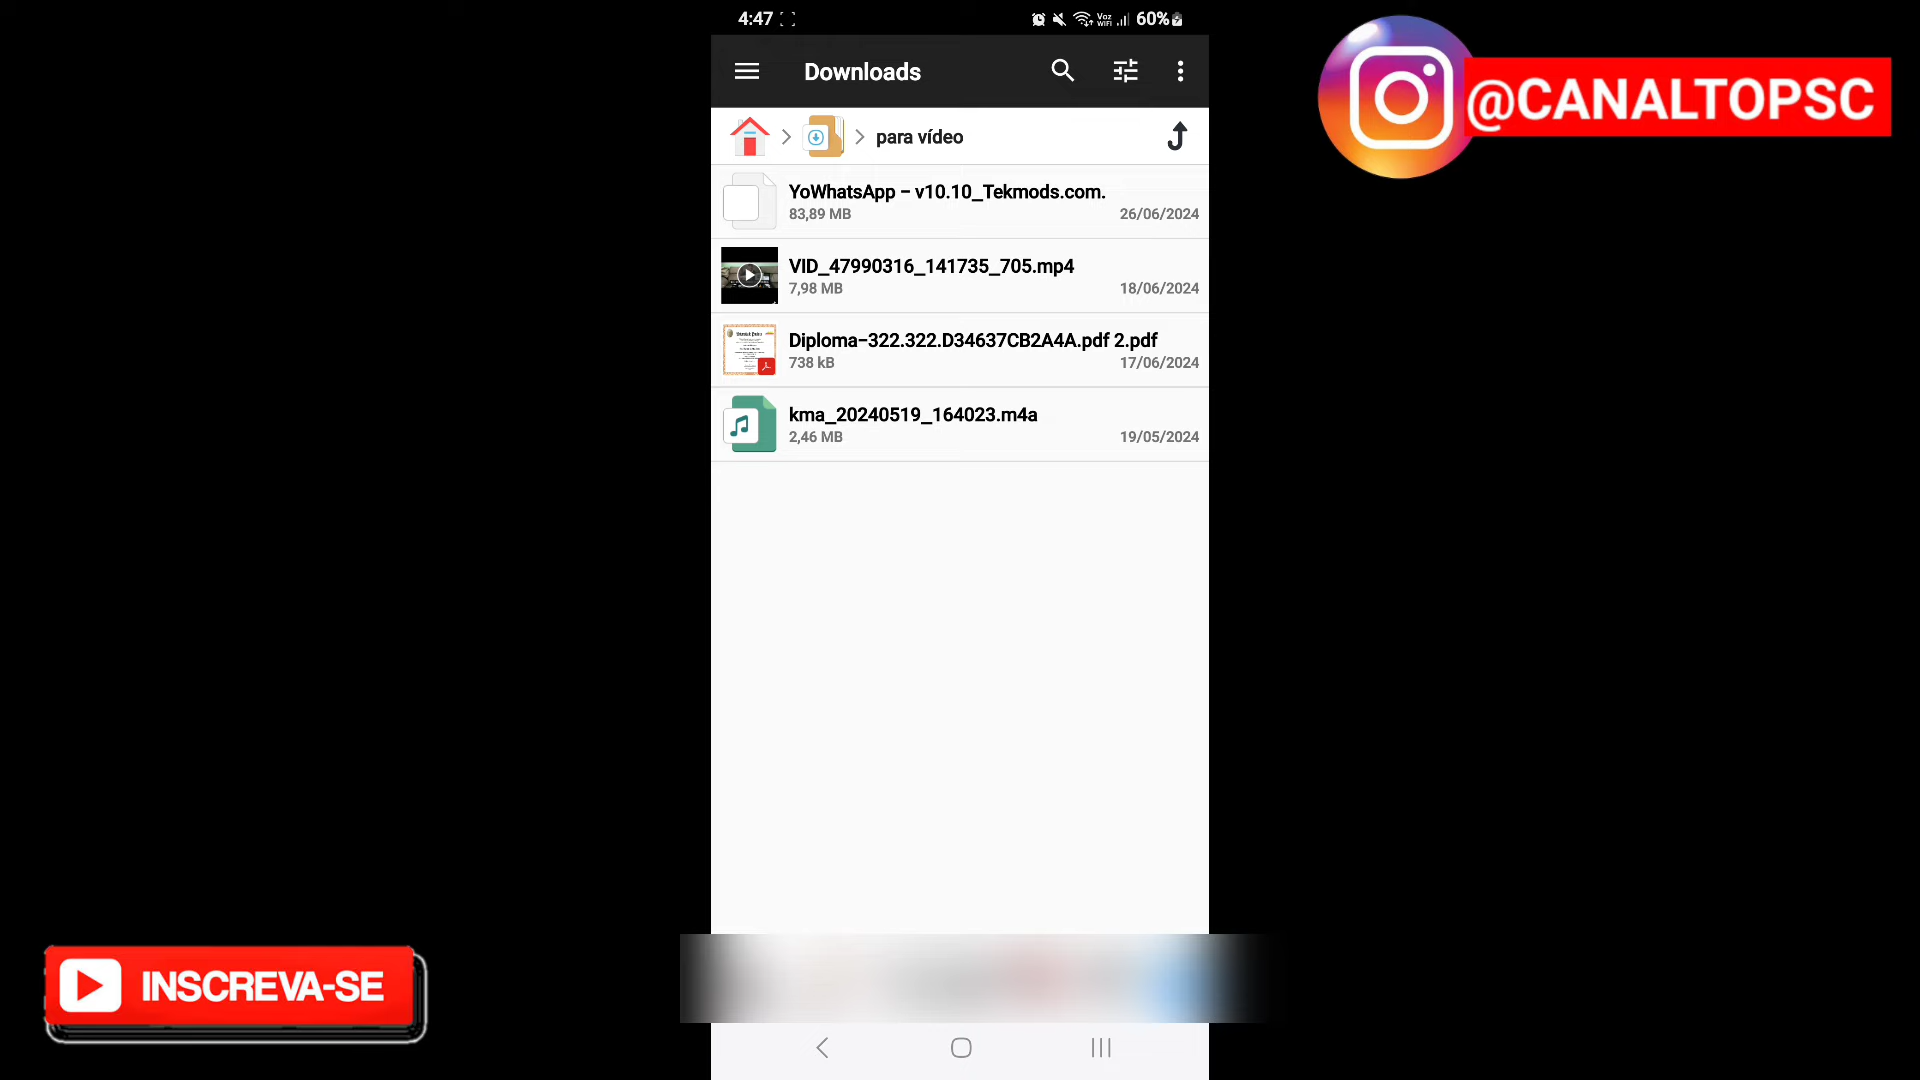 4:47
Voz
WiFi
60%
Downloads
@CANALTOPSC
para vídeo
YoWhatsApp – v10.10_Tekmods.com.
83,89 MB
26/06/2024
VID_47990316_141735_705.mp4
7,98 MB
18/06/2024
Diploma–322.322.D34637CB2A4A.pdf 2.pdf
738 kB
17/06/2024
kma_20240519_164023.m4a
2,46 MB
19/05/2024
INSCREVA-SE